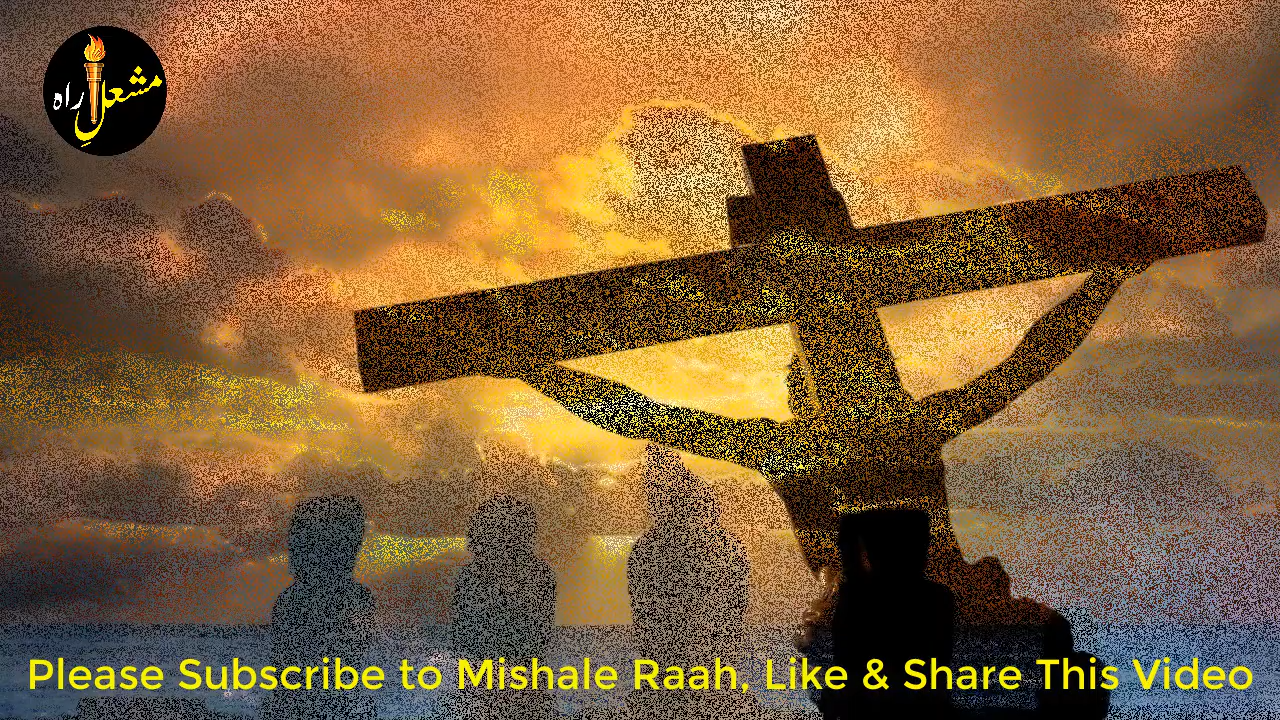 مشعلِ راہ
Please Subscribe to Mishale Raah, Like & Share This Video